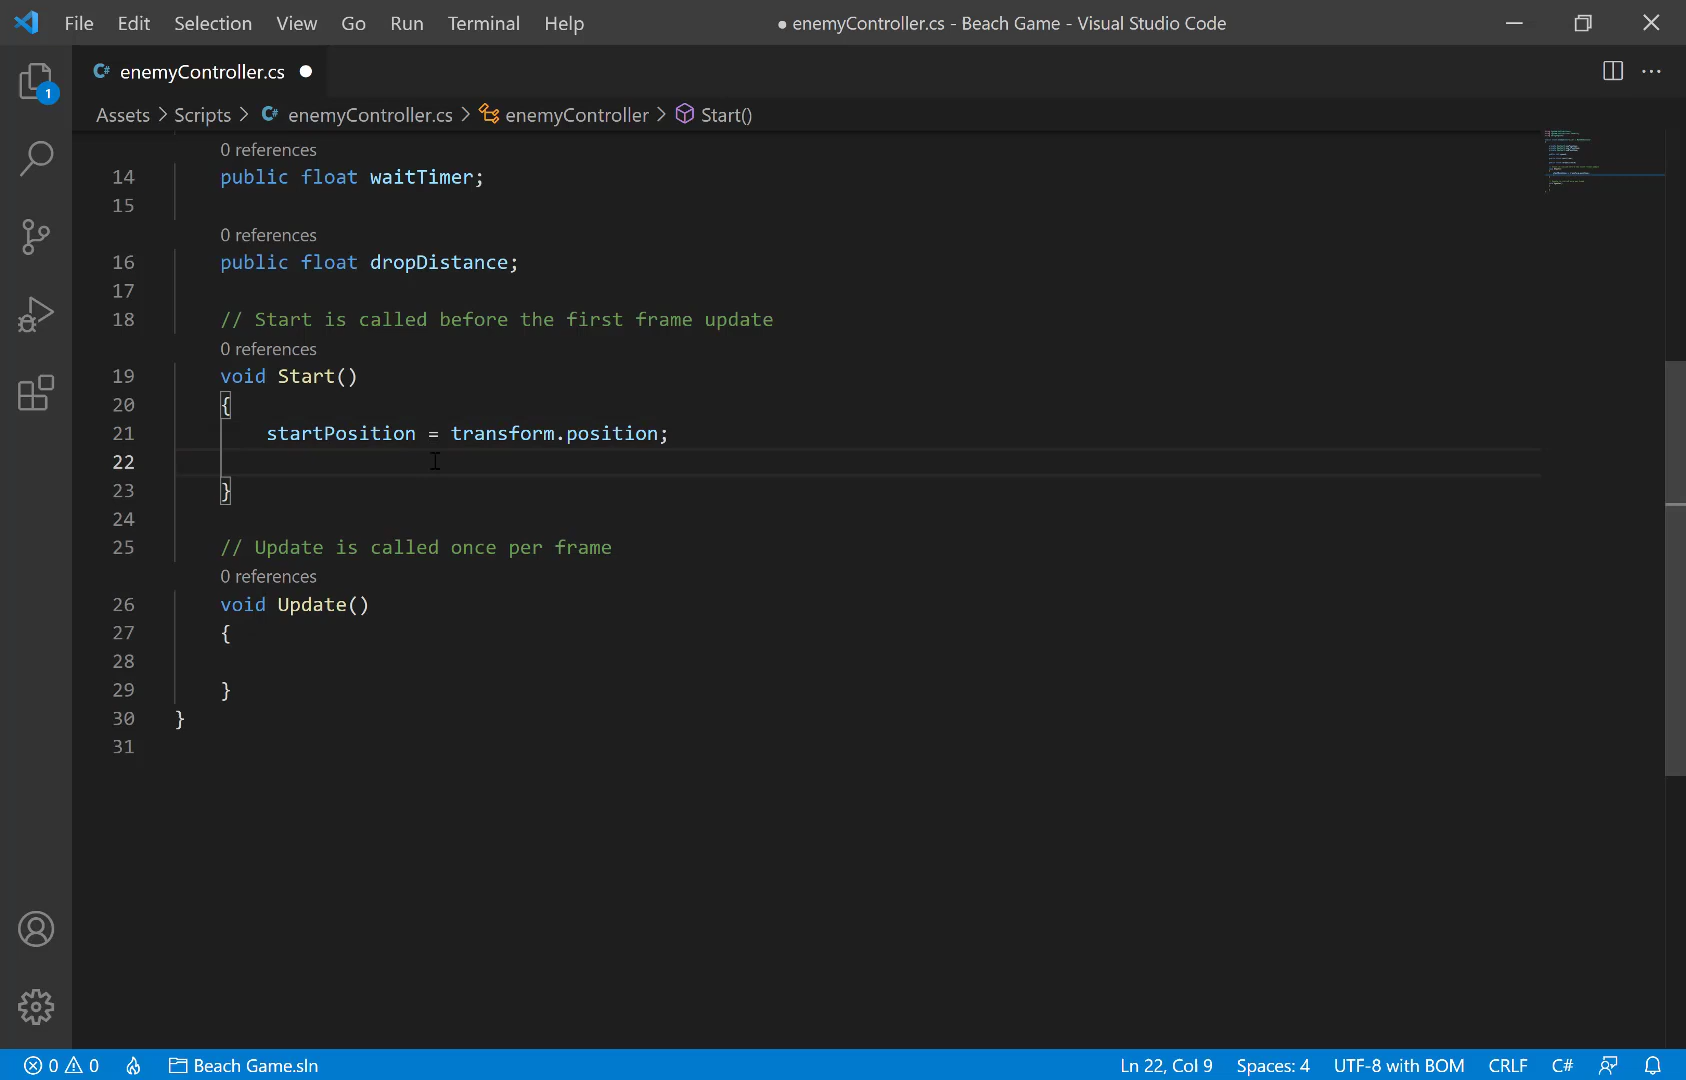 File Edit Selection View Go Run Terminal Help ● enemyController.cs - Beach Game - Visual Studio Code
enemyController.cs
1
Assets > Scripts > enemyController.cs > enemyController > Start()
0 references
14 public float waitTimer;
15
0 references
16 public float dropDistance;
17
18 // Start is called before the first frame update
0 references
19 void Start()
20 {
21 startPosition = transform.position;
22
23 }
24
25 // Update is called once per frame
0 references
26 void Update()
27 {
28
29 }
30 }
31
0 0 Beach Game.sln Ln 22, Col 9 Spaces: 4 UTF-8 with BOM CRLF C#